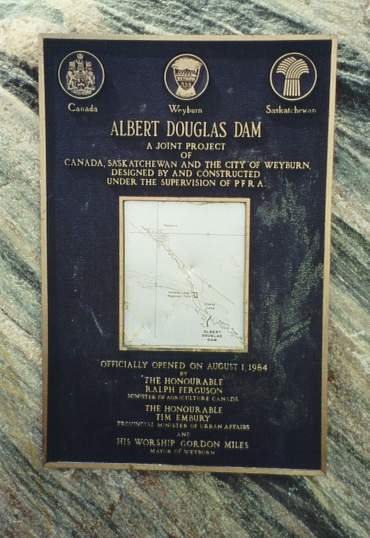 Canada
Weyburn
Saskatchewan
ALBERT DOUGLAS DAM
A JOINT PROJECT
OF
CANADA, SASKATCHEWAN AND THE CITY OF WEYBURN,
DESIGNED BY AND CONSTRUCTED
UNDER THE SUPERVISION OF P F R A.
ALBERT
DOUGLAS
DAM
OFFICIALLY OPENED ON AUGUST 1, 1984
BY
THE HONOURABLE
RALPH FERGUSON
MINISTER OF AGRICULTURE CANADA
THE HONOURABLE
TIM EMBURY
PROVINCIAL MINISTER OF URBAN AFFAIRS
AND
HIS WORSHIP GORDON MILES
MAYOR OF WEYBURN